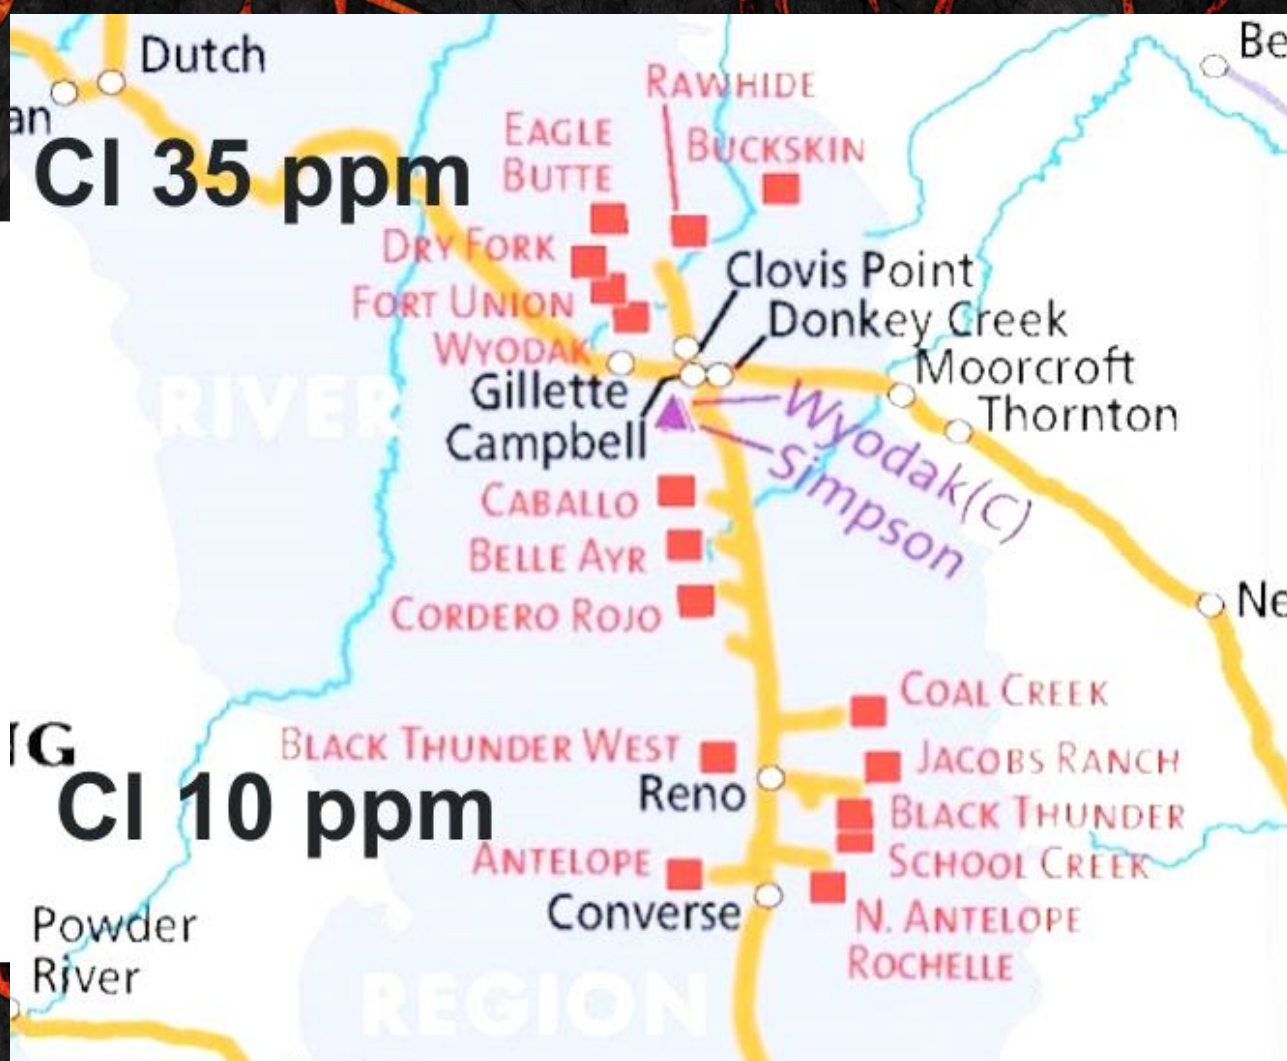 Dutch
an
Cl 35 ppm
Be
RAWHIDE
EAGLE
BUTTE
BUCKSKIN
DRY FORK
FORT UNION
WYODAK
Clovis Point
Donkey Creek
Moorcroft
Thornton
Gillette
Campbell
RIVER
Wyodak(C)
Simpson
CABALLO
BELLE AYR
CORDERO ROJO
Ne
COAL CREEK
NG
BLACK THUNDER WEST
JACOBS RANCH
Reno
Cl 10 ppm
BLACK THUNDER
SCHOOL CREEK
ANTELOPE
Converse
N. ANTELOPE
ROCHELLE
Powder
River
REGION